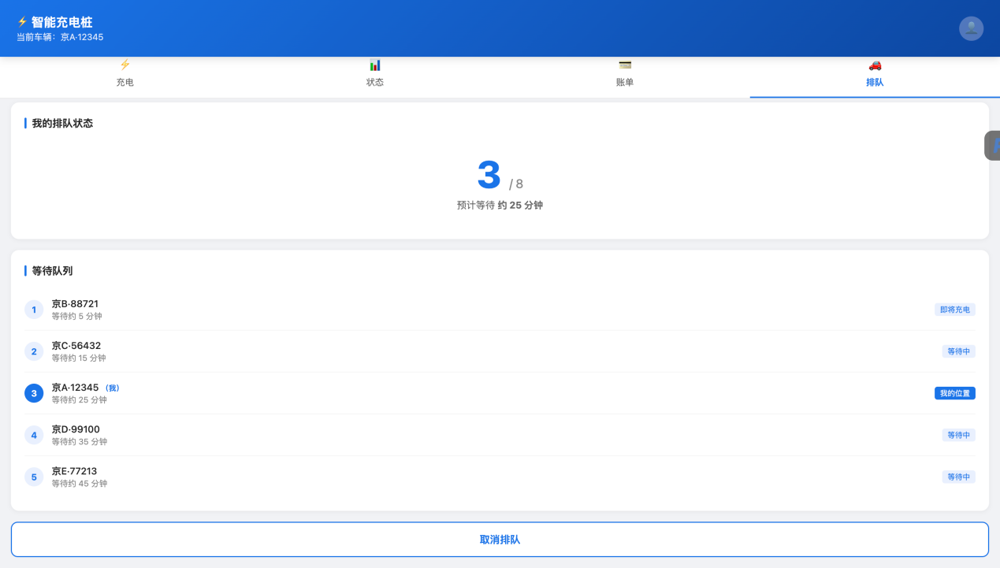 ⚡ 智能充电桩
当前车辆：京A·12345
充电
状态
账单
排队
我的排队状态
3 / 8
预计等待 约 25 分钟
等待队列
1
京B·88721
等待约 5 分钟
即将充电
2
京C·56432
等待约 15 分钟
等待中
3
京A·12345 （我）
等待约 25 分钟
我的位置
4
京D·99100
等待约 35 分钟
等待中
5
京E·77213
等待约 45 分钟
等待中
取消排队